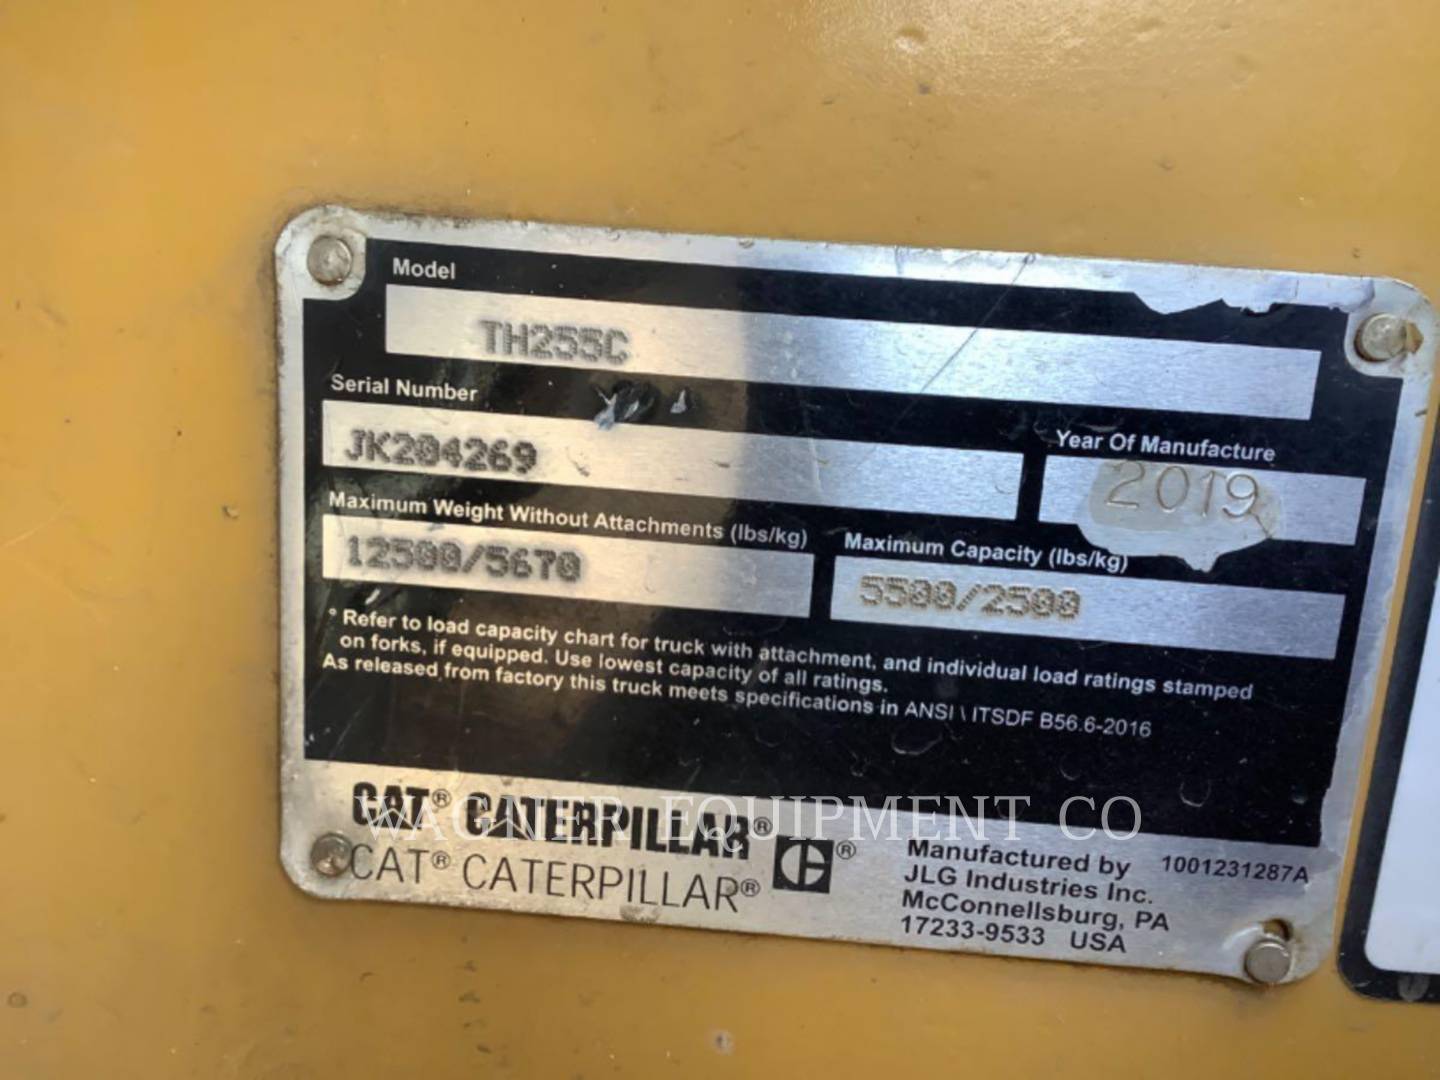 Model
TH255C
Serial Number
JK204269
Year Of Manufacture
2019
Maximum Weight Without Attachments (lbs/kg)
12500/5670
Maximum Capacity (lbs/kg)
5500/2500
° Refer to load capacity chart for truck with attachment, and individual load ratings stamped
on forks, if equipped. Use lowest capacity of all ratings.
As released from factory this truck meets specifications in ANSI \ ITSDF B56.6-2016
CAT® CATERPILLAR®
CAT® CATERPILLAR®
®
WAGNER EQUIPMENT CO
Manufactured by
JLG Industries Inc.
McConnellsburg, PA
17233-9533 USA
1001231287A